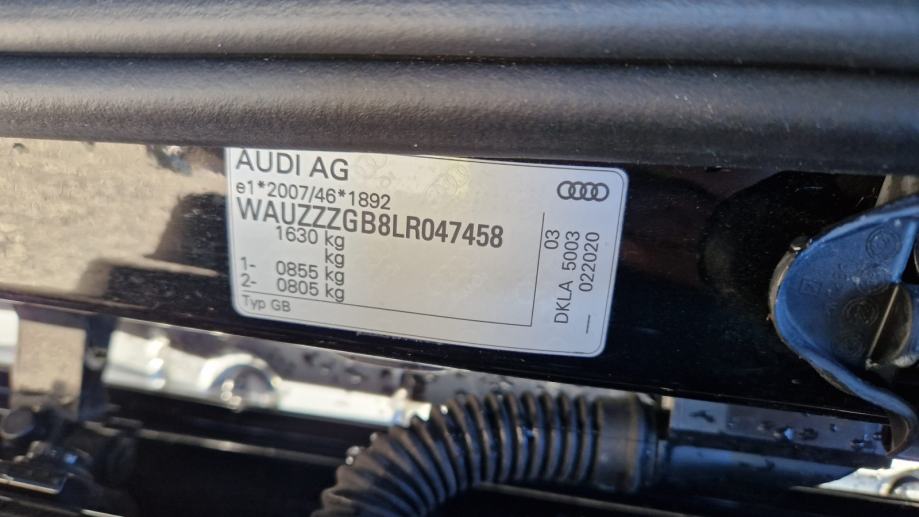 AUDI AG
e1*2007/46*1892
WAUZZZGB8LR047458
1630 kg
kg
1- 0855 kg
2- 0805 kg
Typ GB
03
DKLA 5003
— 022020